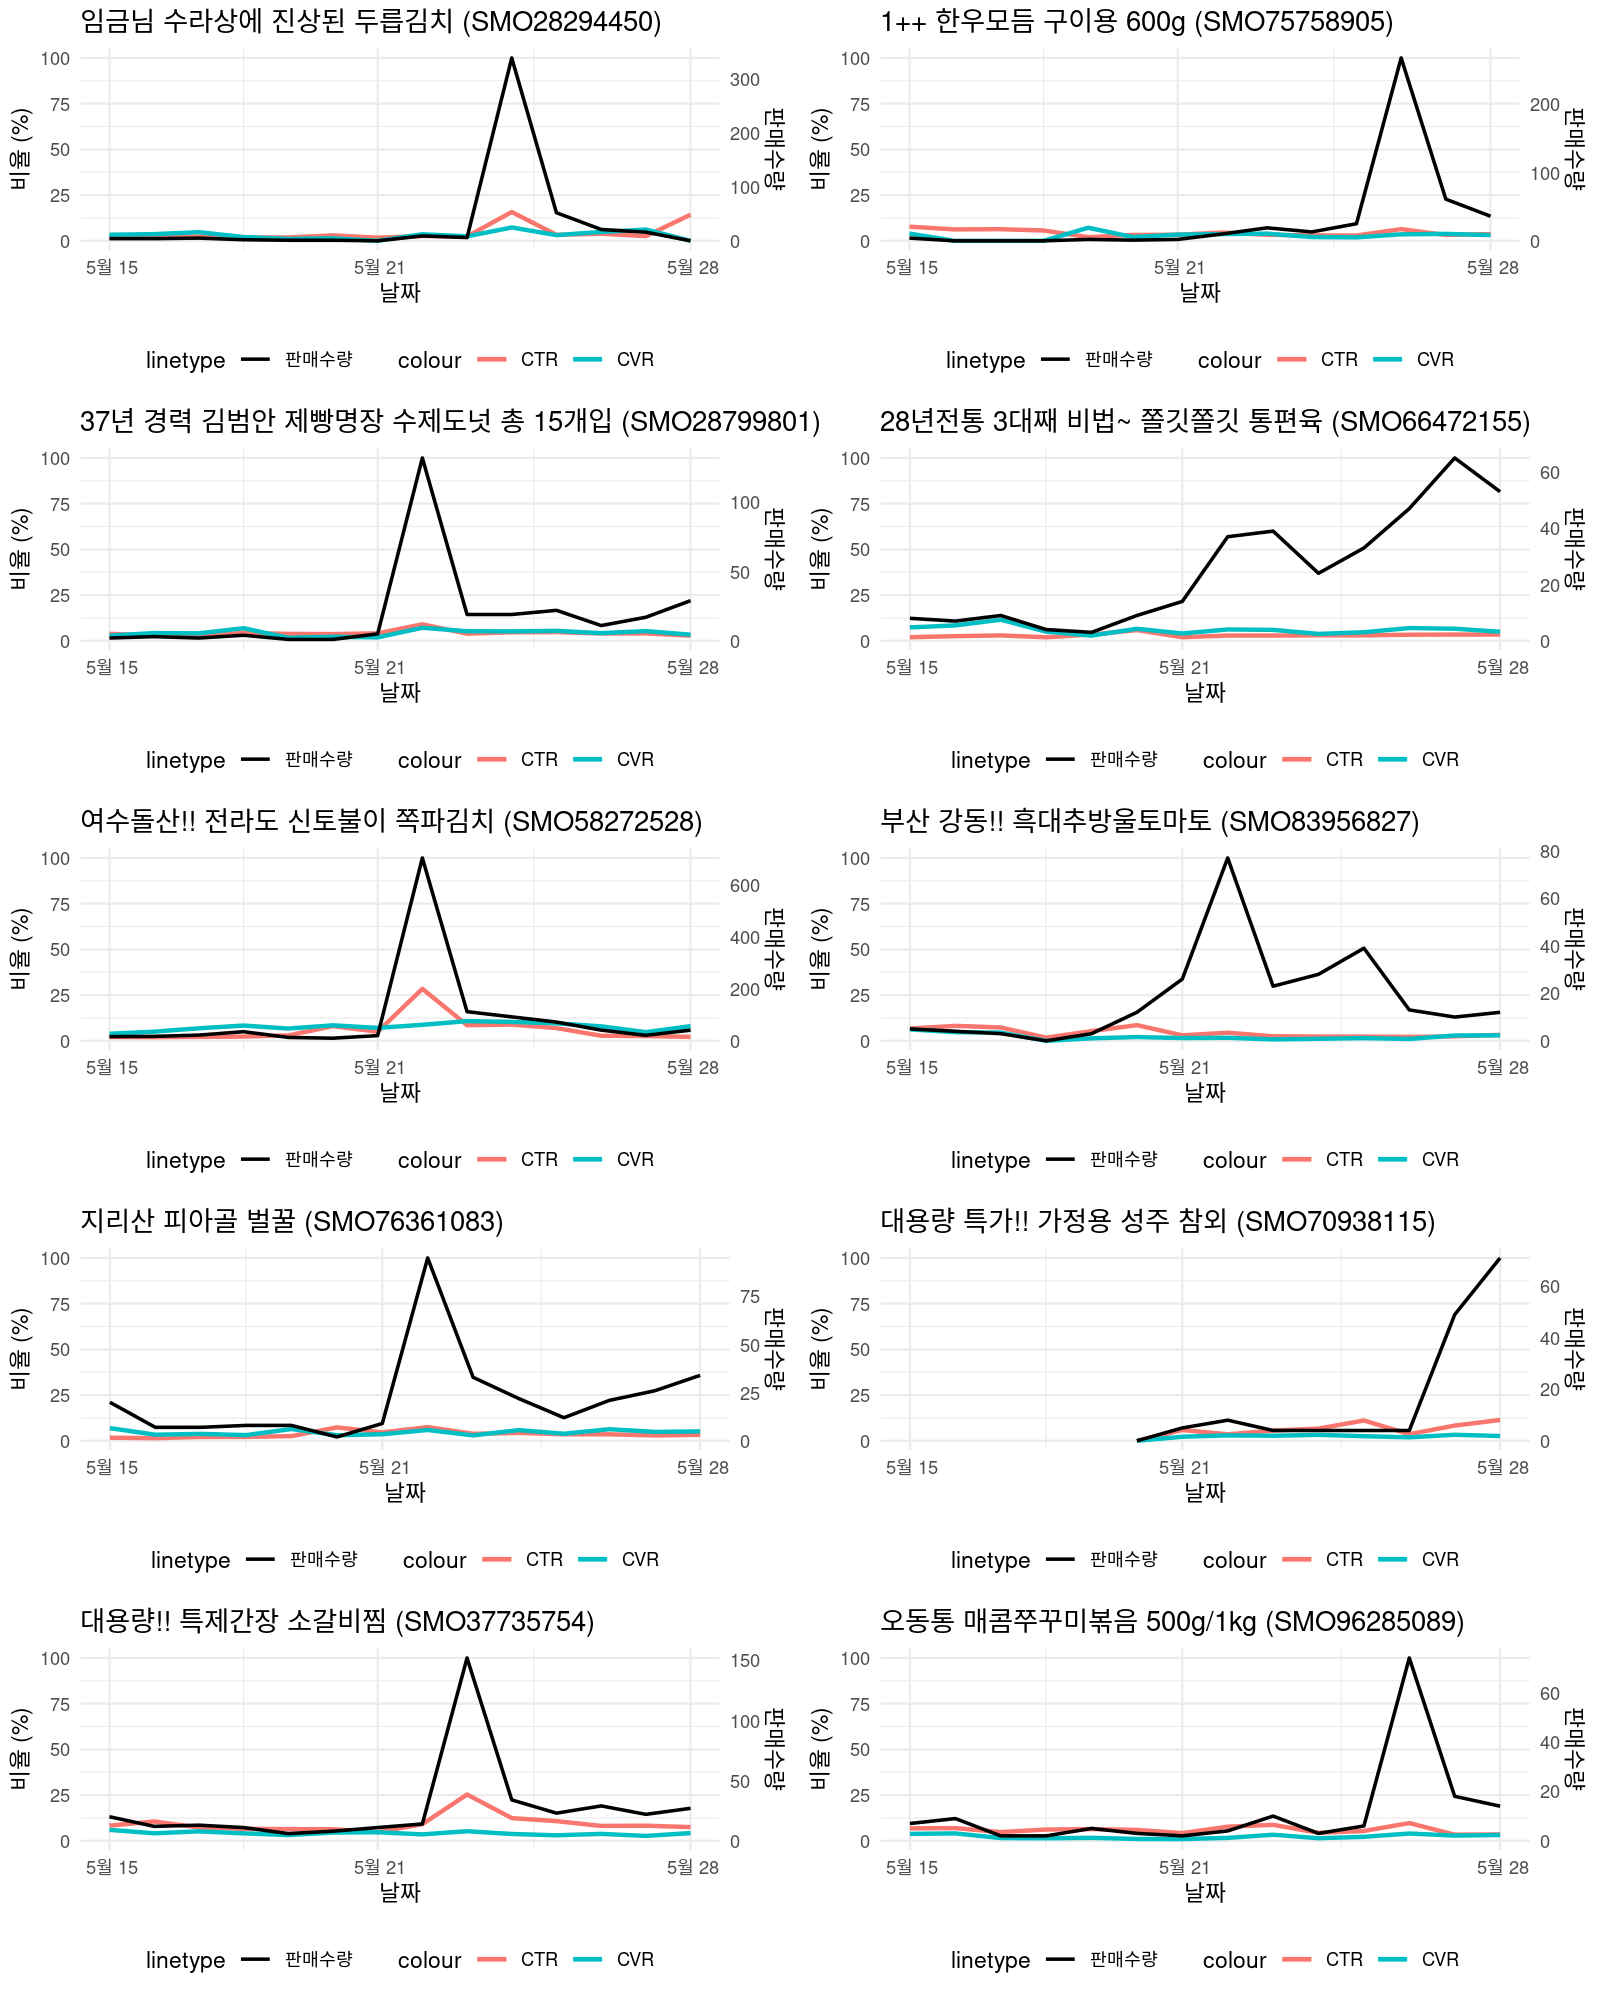 임금님 수라상에 진상된 두릅김치 (SMO28294450)
비율 (%)
100
75
50
25
0
300
200
100
0
판매수량
5월 15
5월 21
5월 28
날짜
linetype 판매수량 colour CTR CVR
1++ 한우모듬 구이용 600g (SMO75758905)
비율 (%)
100
75
50
25
0
200
100
0
판매수량
5월 15
5월 21
5월 28
날짜
linetype 판매수량 colour CTR CVR
37년 경력 김범안 제빵명장 수제도넛 총 15개입 (SMO28799801)
비율 (%)
100
75
50
25
0
100
50
0
판매수량
5월 15
5월 21
5월 28
날짜
linetype 판매수량 colour CTR CVR
28년전통 3대째 비법~ 쫄깃쫄깃 통편육 (SMO66472155)
비율 (%)
100
75
50
25
0
60
40
20
0
판매수량
5월 15
5월 21
5월 28
날짜
linetype 판매수량 colour CTR CVR
여수돌산!! 전라도 신토불이 쪽파김치 (SMO58272528)
비율 (%)
100
75
50
25
0
600
400
200
0
판매수량
5월 15
5월 21
5월 28
날짜
linetype 판매수량 colour CTR CVR
부산 강동!! 흑대추방울토마토 (SMO83956827)
비율 (%)
100
75
50
25
0
80
60
40
20
0
판매수량
5월 15
5월 21
5월 28
날짜
linetype 판매수량 colour CTR CVR
지리산 피아골 벌꿀 (SMO76361083)
비율 (%)
100
75
50
25
0
75
50
25
0
판매수량
5월 15
5월 21
5월 28
날짜
linetype 판매수량 colour CTR CVR
대용량 특가!! 가정용 성주 참외 (SMO70938115)
비율 (%)
100
75
50
25
0
60
40
20
0
판매수량
5월 15
5월 21
5월 28
날짜
linetype 판매수량 colour CTR CVR
대용량!! 특제간장 소갈비찜 (SMO37735754)
비율 (%)
100
75
50
25
0
150
100
50
0
판매수량
5월 15
5월 21
5월 28
날짜
linetype 판매수량 colour CTR CVR
오동통 매콤쭈꾸미볶음 500g/1kg (SMO96285089)
비율 (%)
100
75
50
25
0
60
40
20
0
판매수량
5월 15
5월 21
5월 28
날짜
linetype 판매수량 colour CTR CVR